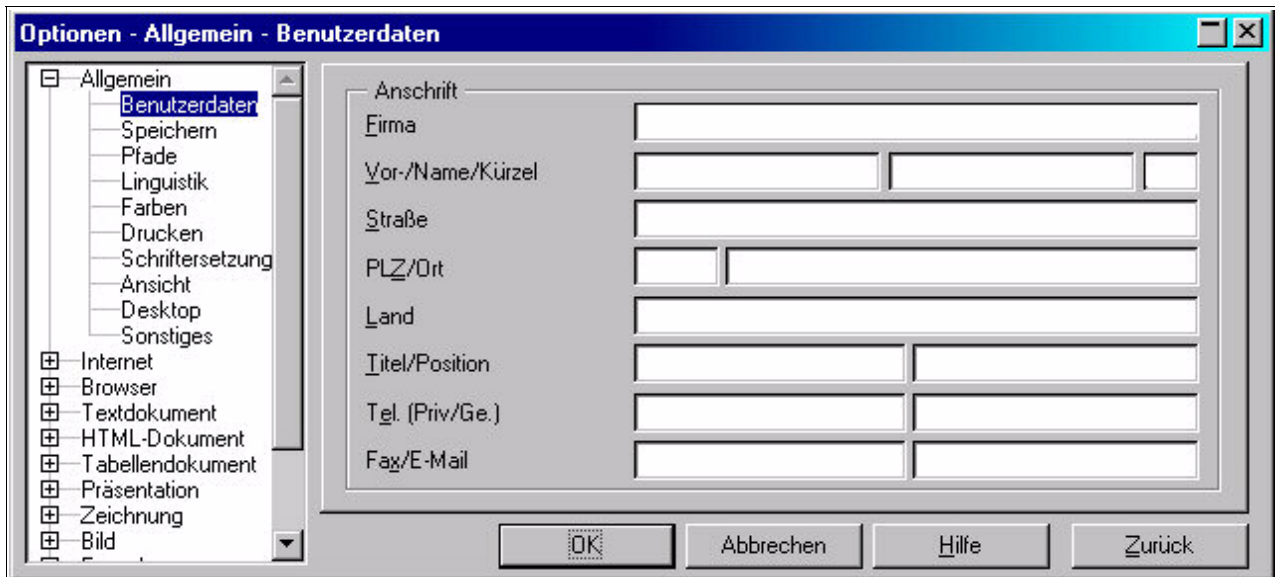 Optionen - Allgemein - Benutzerdaten
Allgemein
Benutzerdaten
Speichern
Pfade
Linguistik
Farben
Drucken
Schriftersetzung
Ansicht
Desktop
Sonstiges
Internet
Browser
Textdokument
HTML-Dokument
Tabellendokument
Präsentation
Zeichnung
Bild
Anschrift
Firma
Vor-/Name/Kürzel
Straße
PLZ/Ort
Land
Titel/Position
Tel. (Priv/Ge.)
Fax/E-Mail
OK Abbrechen Hilfe Zurück